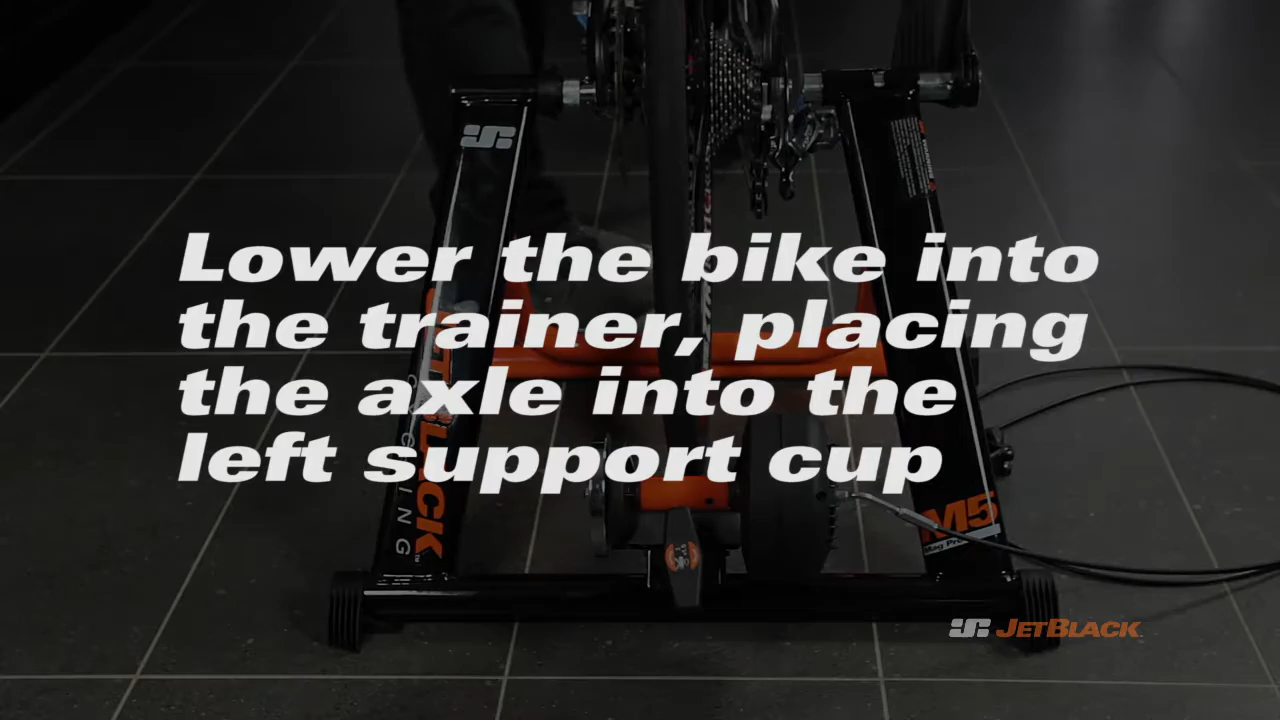 Lower the bike into
the trainer, placing
the axle into the
left support cup
M5
JETBLACK